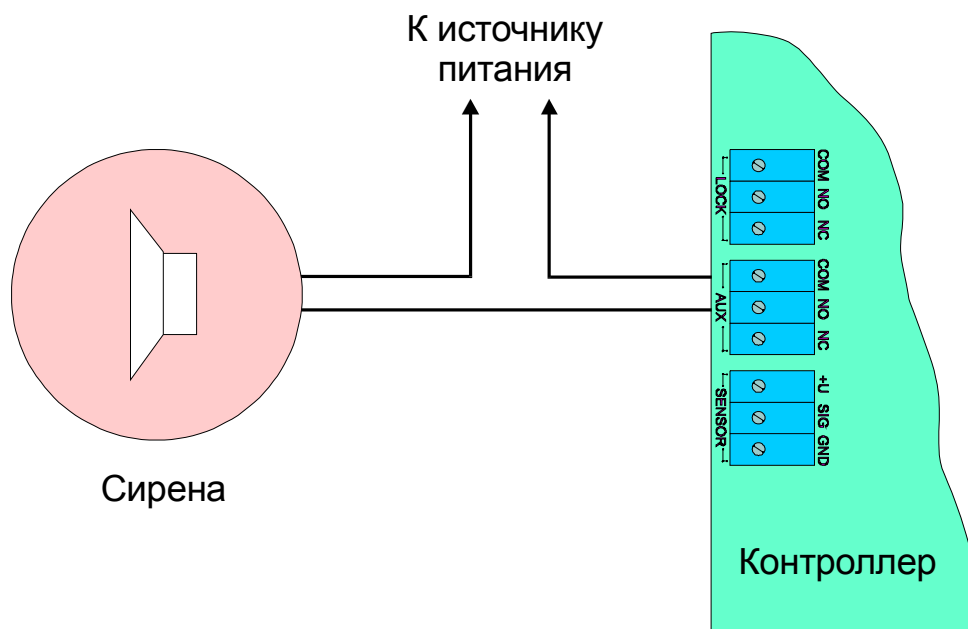 К источнику
питания
COM NO NC
LOCK
COM NO NC
AUX
+U SIG GND
SENSOR
Сирена
Контроллер